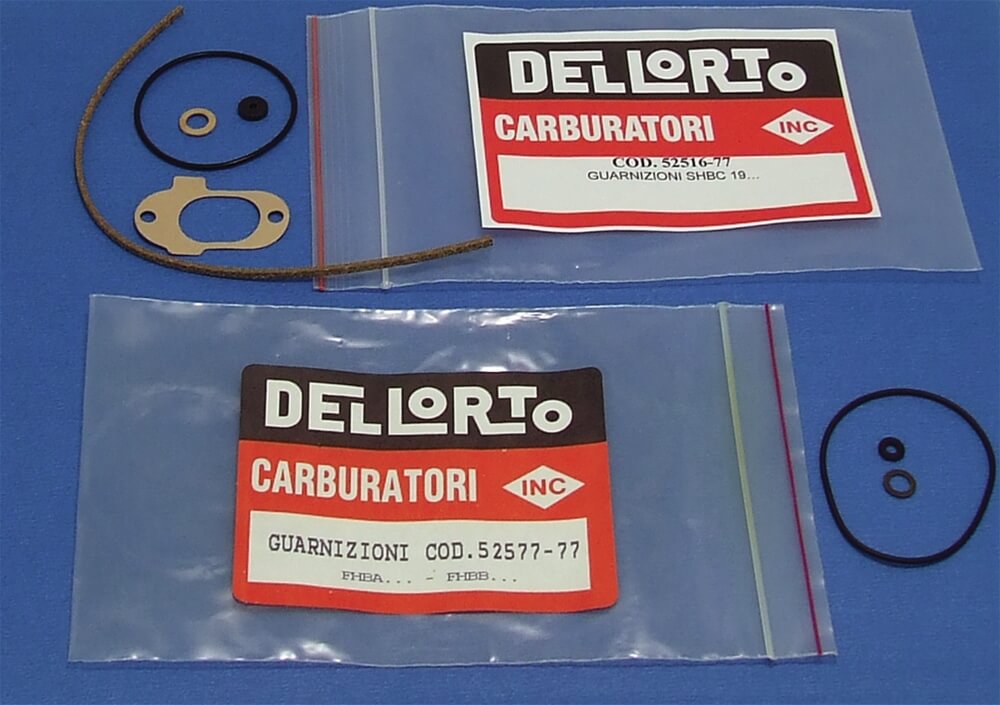 DELLORTO
CARBURATORI INC
COD. 52516-77
GUARNIZIONI SHBC 19...
DELLORTO
CARBURATORI INC
GUARNIZIONI COD.52577-77
FHBA... - FHBB...